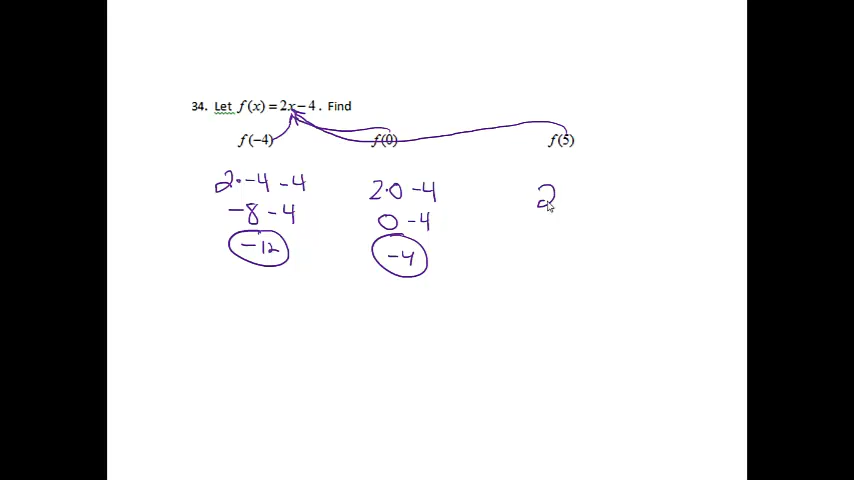 34. Let f(x) = 2x − 4 . Find
f(−4) f(0) f(5)
2·−4 −4 2·0 −4 2
−8 −4 0 −4
−12 −4